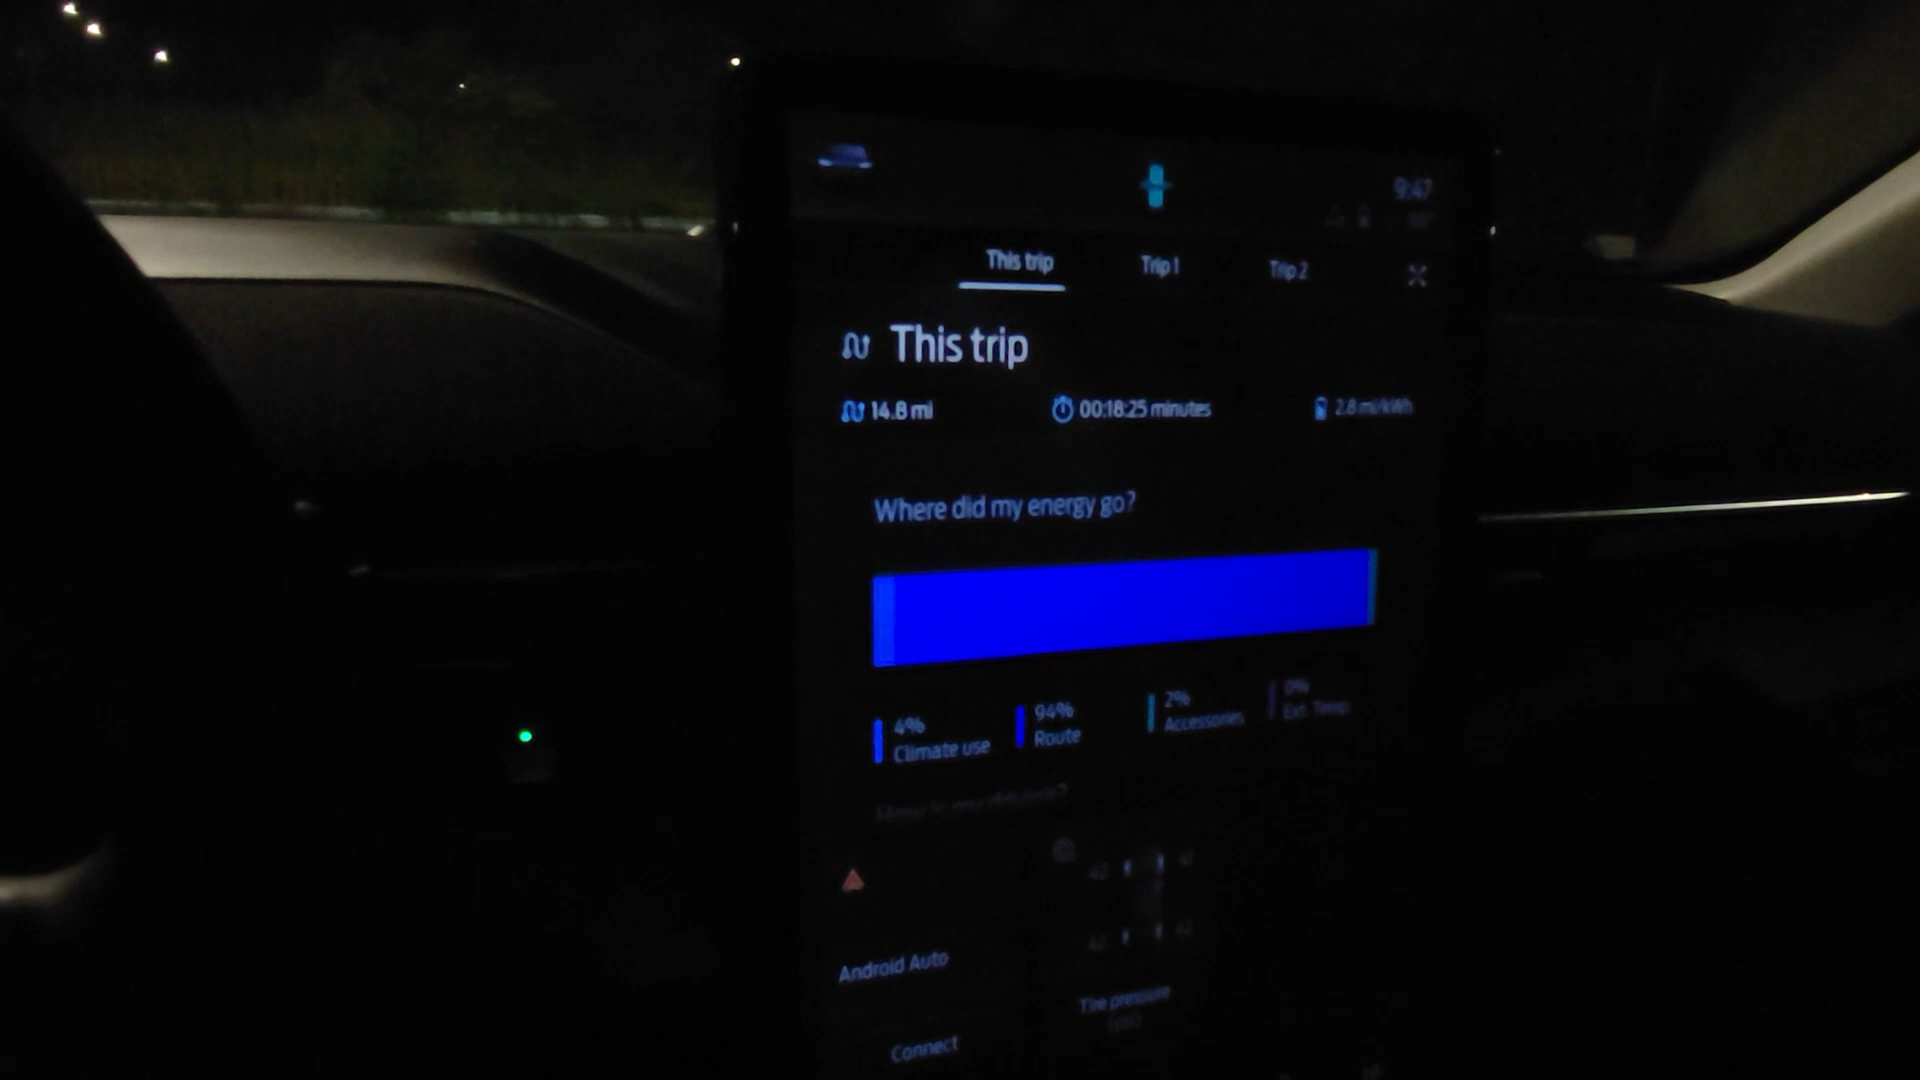 9:47
This trip Trip 1 Trip 2
This trip
14.8 mi 00:18:25 minutes 2.8 mi/kWh
Where did my energy go?
4% 94% 2% 0%
Climate use Route Accessories Ext. Temp.
Android Auto
Tire pressure
Connect